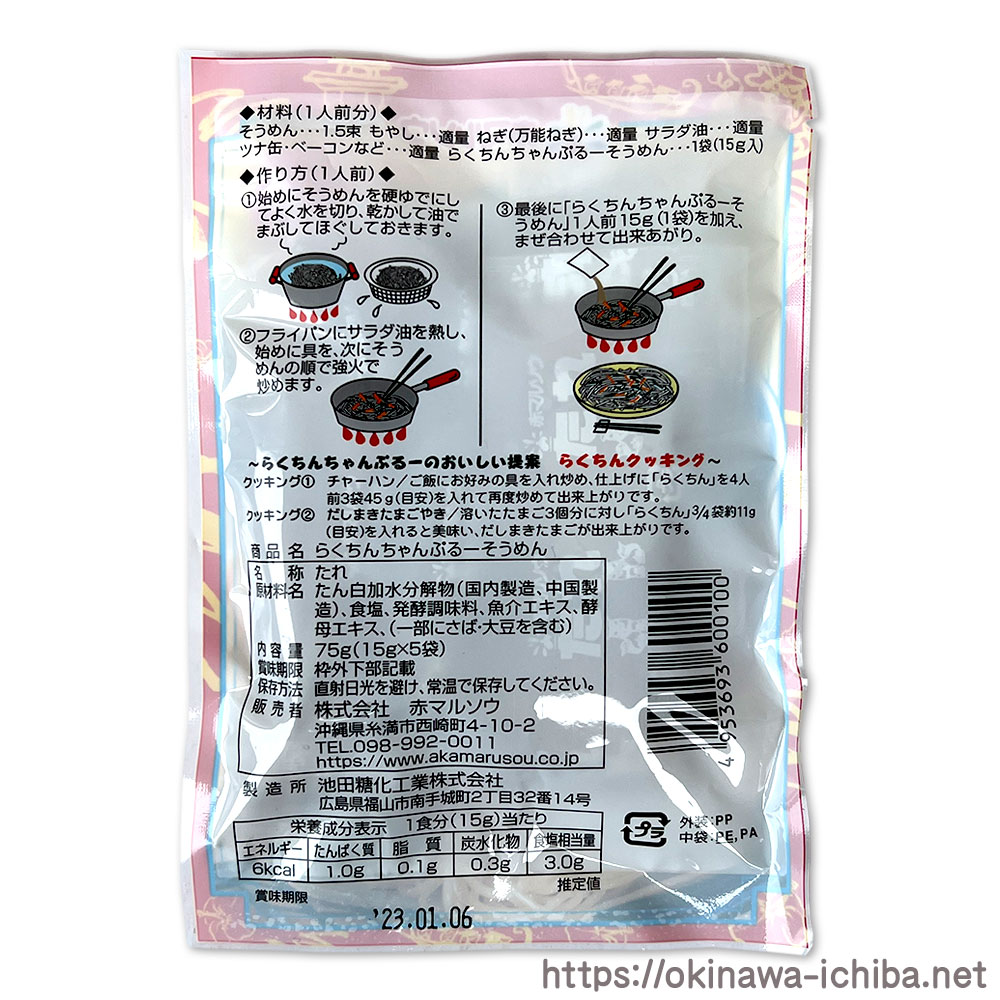 ◆材料(1人前分)◆
そうめん・・・1.5束 もやし・・・適量 ねぎ(万能ねぎ)・・・適量 サラダ油・・・適量
ツナ缶・ベーコンなど・・・適量 らくちんちゃんぷるーそうめん・・・1袋(15g入)
◆作り方(1人前)◆
①始めにそうめんを硬ゆでにし
てよく水を切り、乾かして油で
まぶしてほぐしておきます。
②フライパンにサラダ油を熱し、
始めに具を、次にそう
めんの順で強火で
炒めます。
③最後に「らくちんちゃんぷるーそ
うめん」1人前15g(1袋)を加え、
まぜ合わせて出来あがり。
〜らくちんちゃんぷるーのおいしい提案 らくちんクッキング〜
クッキング① チャーハン/ご飯にお好みの具を入れ炒め、仕上げに「らくちん」を4人
前3袋45g(目安)を入れて再度炒めて出来上がりです。
クッキング② だしまきたまごやき/溶いたたまご3個分に対し「らくちん」3/4袋約11g
(目安)を入れると美味い、だしまきたまごが出来上がりです。
商品名 らくちんちゃんぷるーそうめん
名称 たれ
原材料名 たん白加水分解物(国内製造、中国製
造)、食塩、発酵調味料、魚介エキス、酵
母エキス、(一部にさば・大豆を含む)
内容量 75g(15g×5袋)
賞味期限 枠外下部記載
保存方法 直射日光を避け、常温で保存してください。
販売者 株式会社 赤マルソウ
沖縄県糸満市西崎町4-10-2
TEL.098-992-0011
https://www.akamarusou.co.jp
製造所 池田糖化工業株式会社
広島県福山市南手城町2丁目32番14号
栄養成分表示 1食分(15g)当たり
エネルギー たんぱく質 脂質 炭水化物 食塩相当量
6kcal 1.0g 0.1g 0.3g 3.0g
推定値
賞味期限
'23.01.06
4953693600100
プラ
外装:PP
中袋:PE,PA
https://okinawa-ichiba.net